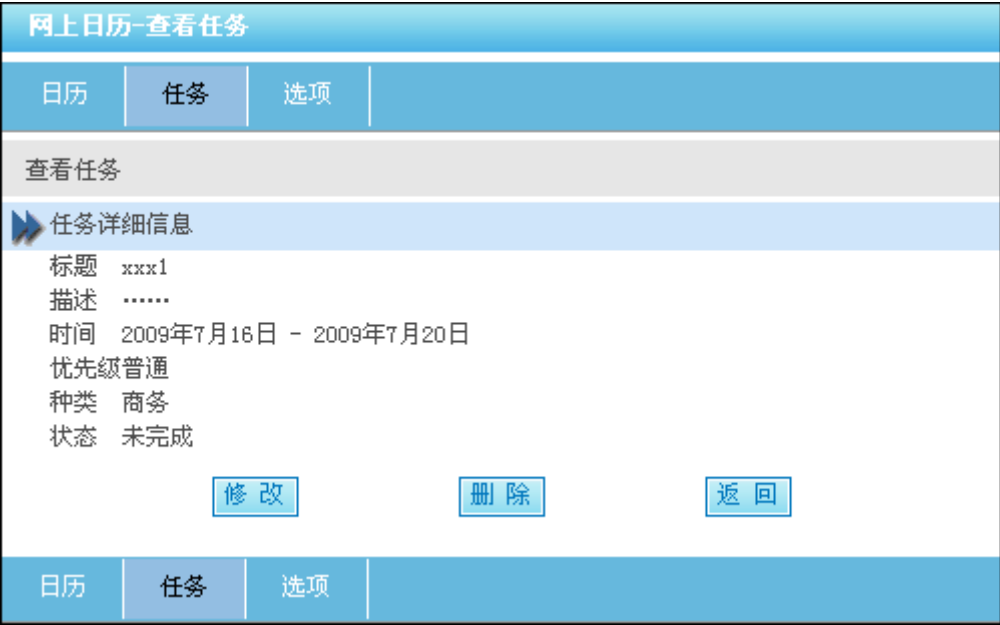 网上日历-查看任务
日历 任务 选项
查看任务
任务详细信息
标题 xxx1
描述 ······
时间 2009年7月16日 - 2009年7月20日
优先级普通
种类 商务
状态 未完成
修 改 删 除 返 回
日历 任务 选项